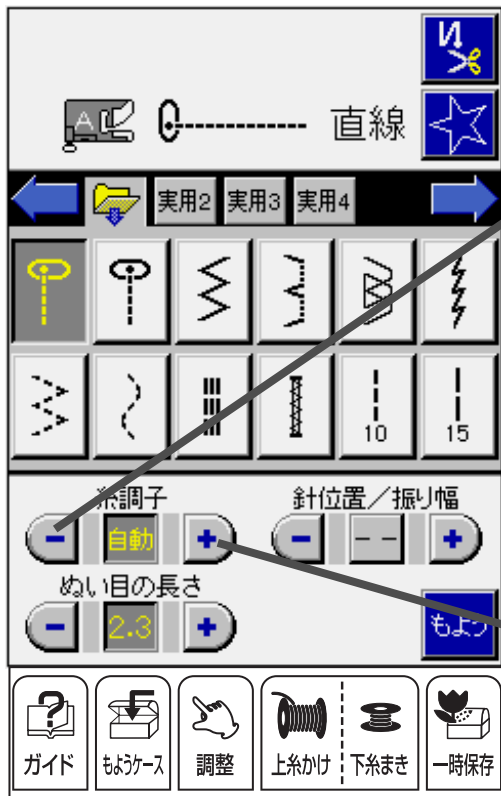 A
直線
実用2 実用3 実用4
10 15
糸調子 針位置/振り幅
- 自動 + - -- +
ぬい目の長さ
- 2.3 + もよう
ガイド もようケース 調整 上糸かけ 下糸まき 一時保存